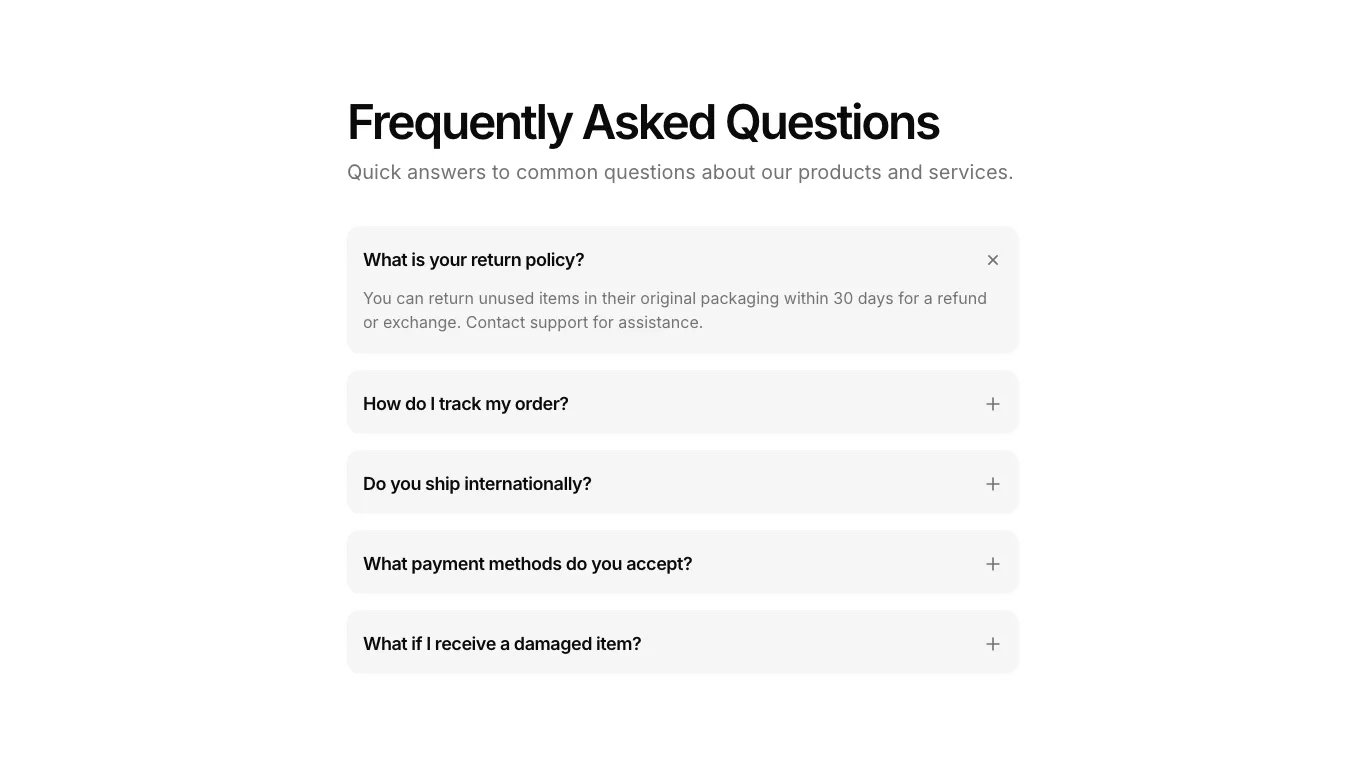 Frequently Asked Questions
Quick answers to common questions about our products and services.
What is your return policy?
You can return unused items in their original packaging within 30 days for a refund
or exchange. Contact support for assistance.
How do I track my order?
Do you ship internationally?
What payment methods do you accept?
What if I receive a damaged item?